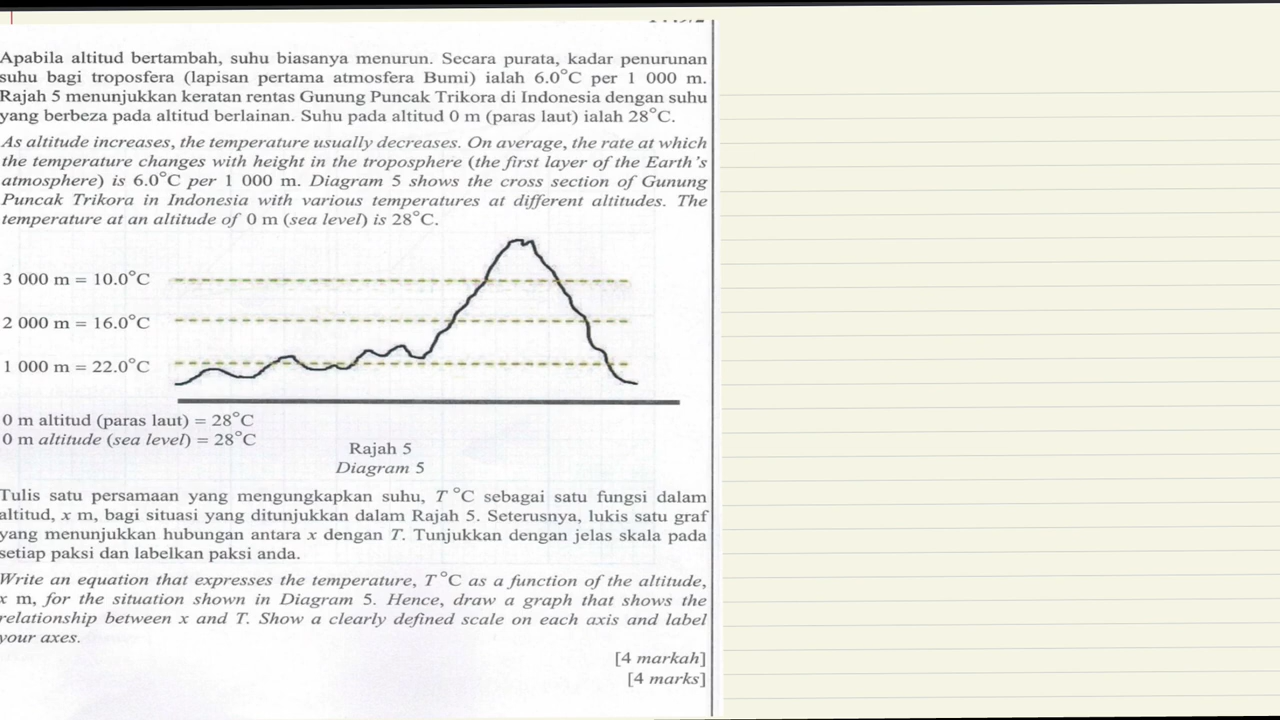 Apabila altitud bertambah, suhu biasanya menurun. Secara purata, kadar penurunan
suhu bagi troposfera (lapisan pertama atmosfera Bumi) ialah 6.0°C per 1 000 m.
Rajah 5 menunjukkan keratan rentas Gunung Puncak Trikora di Indonesia dengan suhu
yang berbeza pada altitud berlainan. Suhu pada altitud 0 m (paras laut) ialah 28°C.
As altitude increases, the temperature usually decreases. On average, the rate at which
the temperature changes with height in the troposphere (the first layer of the Earth's
atmosphere) is 6.0°C per 1 000 m. Diagram 5 shows the cross section of Gunung
Puncak Trikora in Indonesia with various temperatures at different altitudes. The
temperature at an altitude of 0 m (sea level) is 28°C.
3 000 m = 10.0°C
2 000 m = 16.0°C
1 000 m = 22.0°C
0 m altitud (paras laut) = 28°C
0 m altitude (sea level) = 28°C
Rajah 5
Diagram 5
Tulis satu persamaan yang mengungkapkan suhu, T °C sebagai satu fungsi dalam
altitud, x m, bagi situasi yang ditunjukkan dalam Rajah 5. Seterusnya, lukis satu graf
yang menunjukkan hubungan antara x dengan T. Tunjukkan dengan jelas skala pada
setiap paksi dan labelkan paksi anda.
Write an equation that expresses the temperature, T °C as a function of the altitude,
x m, for the situation shown in Diagram 5. Hence, draw a graph that shows the
relationship between x and T. Show a clearly defined scale on each axis and label
your axes.
[4 markah]
[4 marks]